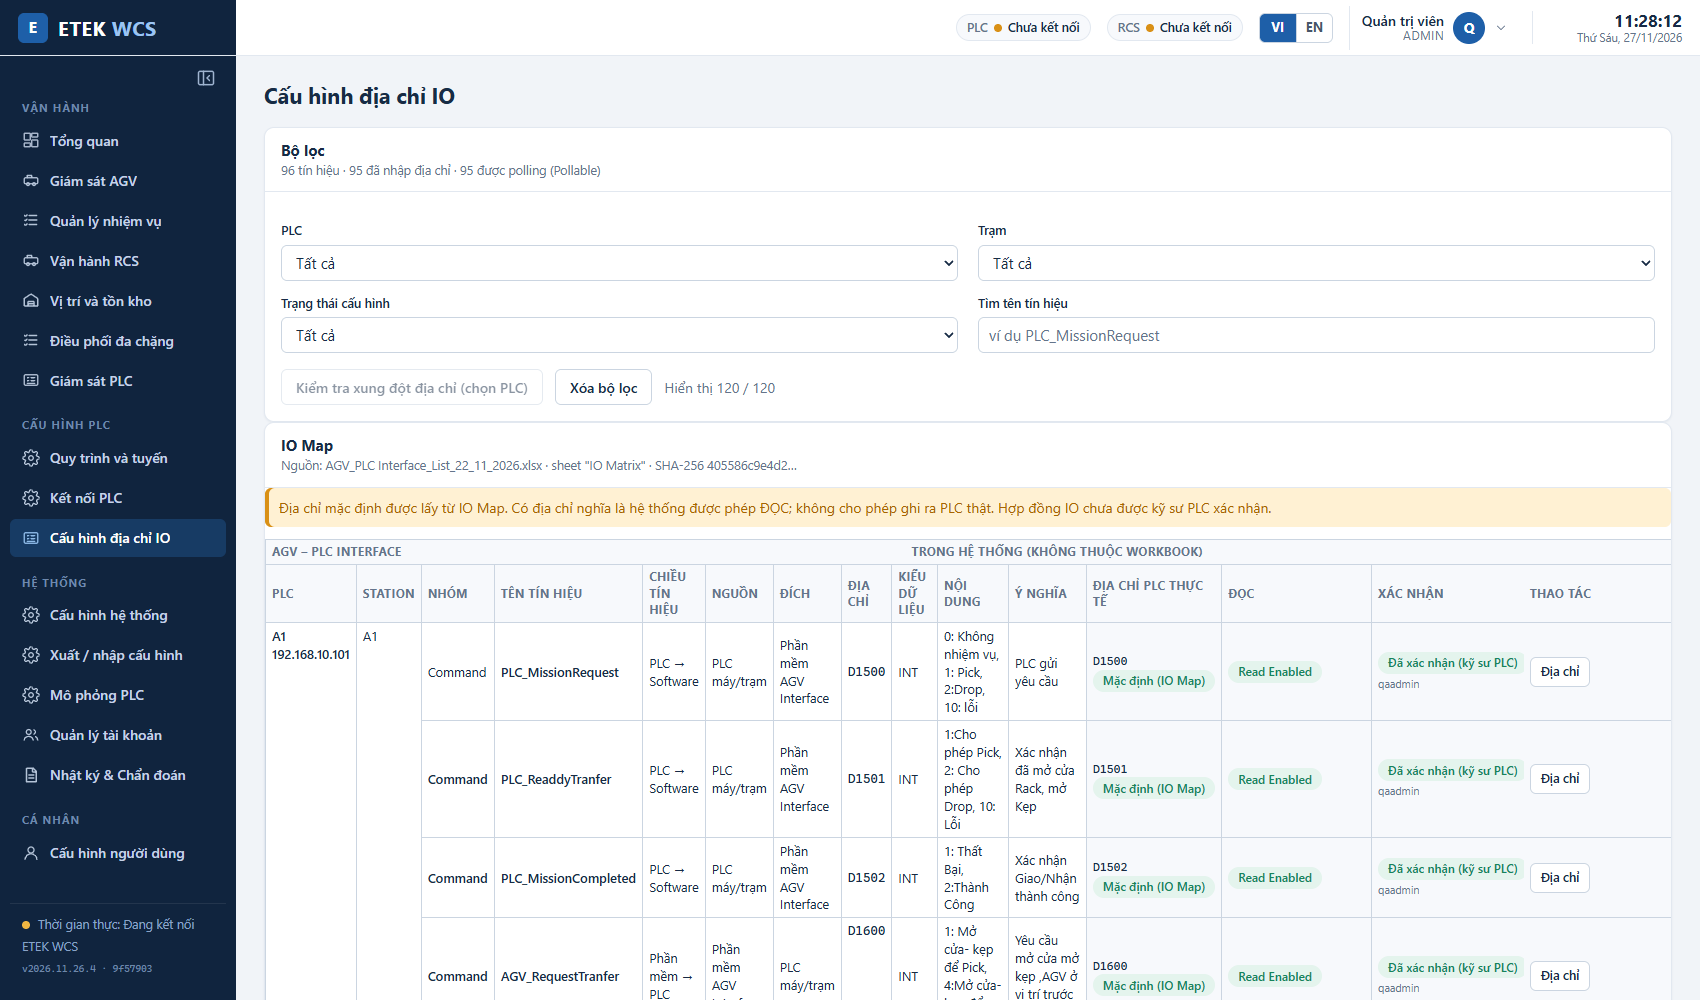 E ETEK WCS
PLC Chưa kết nối
RCS Chưa kết nối
VI EN
Quản trị viên
ADMIN
Q
11:28:12
Thứ Sáu, 27/11/2026
VẬN HÀNH
Tổng quan
Giám sát AGV
Quản lý nhiệm vụ
Vận hành RCS
Vị trí và tồn kho
Điều phối đa chặng
Giám sát PLC
CẤU HÌNH PLC
Quy trình và tuyến
Kết nối PLC
Cấu hình địa chỉ IO
HỆ THỐNG
Cấu hình hệ thống
Xuất / nhập cấu hình
Mô phỏng PLC
Quản lý tài khoản
Nhật ký & Chẩn đoán
CÁ NHÂN
Cấu hình người dùng
Thời gian thực: Đang kết nối
ETEK WCS
v2026.11.26.4 · 9f57903
Cấu hình địa chỉ IO
Bộ lọc
96 tín hiệu · 95 đã nhập địa chỉ · 95 được polling (Pollable)
PLC
Tất cả
Trạm
Tất cả
Trạng thái cấu hình
Tất cả
Tìm tên tín hiệu
ví dụ PLC_MissionRequest
Kiểm tra xung đột địa chỉ (chọn PLC)
Xóa bộ lọc
Hiển thị 120 / 120
IO Map
Nguồn: AGV_PLC Interface_List_22_11_2026.xlsx · sheet "IO Matrix" · SHA-256 405586c9e4d2...
Địa chỉ mặc định được lấy từ IO Map. Có địa chỉ nghĩa là hệ thống được phép ĐỌC; không cho phép ghi ra PLC thật. Hợp đồng IO chưa được kỹ sư PLC xác nhận.
AGV – PLC INTERFACE
TRONG HỆ THỐNG (KHÔNG THUỘC WORKBOOK)
PLC
STATION
NHÓM
TÊN TÍN HIỆU
CHIỀU
TÍN
HIỆU
NGUỒN
ĐÍCH
ĐỊA
CHỈ
KIỂU
DỮ
LIỆU
NỘI
DUNG
Ý NGHĨA
ĐỊA CHỈ PLC THỰC
TẾ
ĐỌC
XÁC NHẬN
THAO TÁC
A1
192.168.10.101
A1
Command
PLC_MissionRequest
PLC →
Software
PLC
máy/trạm
Phần
mềm
AGV
Interface
D1500
INT
0: Không
nhiệm vụ,
1: Pick,
2:Drop,
10: lỗi
PLC gửi
yêu cầu
D1500
Mặc định (IO Map)
Read Enabled
Đã xác nhận (kỹ sư PLC)
qaadmin
Địa chỉ
Command
PLC_ReaddyTranfer
PLC →
Software
PLC
máy/trạm
Phần
mềm
AGV
Interface
D1501
INT
1:Cho
phép Pick,
2: Cho
phép
Drop, 10:
Lỗi
Xác nhận
đã mở cửa
Rack, mở
Kẹp
D1501
Mặc định (IO Map)
Read Enabled
Đã xác nhận (kỹ sư PLC)
qaadmin
Địa chỉ
Command
PLC_MissionCompleted
PLC →
Software
PLC
máy/trạm
Phần
mềm
AGV
Interface
D1502
INT
1: Thất
Bại,
2:Thành
Công
Xác nhận
Giao/Nhận
thành công
D1502
Mặc định (IO Map)
Read Enabled
Đã xác nhận (kỹ sư PLC)
qaadmin
Địa chỉ
Command
AGV_RequestTranfer
Phần
mềm →
PLC
Phần
mềm
AGV
PLC
máy/trạm
D1600
INT
1: Mở
cửa- kẹp
để Pick,
4:Mở cửa-
Yêu cầu
mở cửa mở
kẹp ,AGV ở
vị trí trước
D1600
Mặc định (IO Map)
Read Enabled
Đã xác nhận (kỹ sư PLC)
qaadmin
Địa chỉ